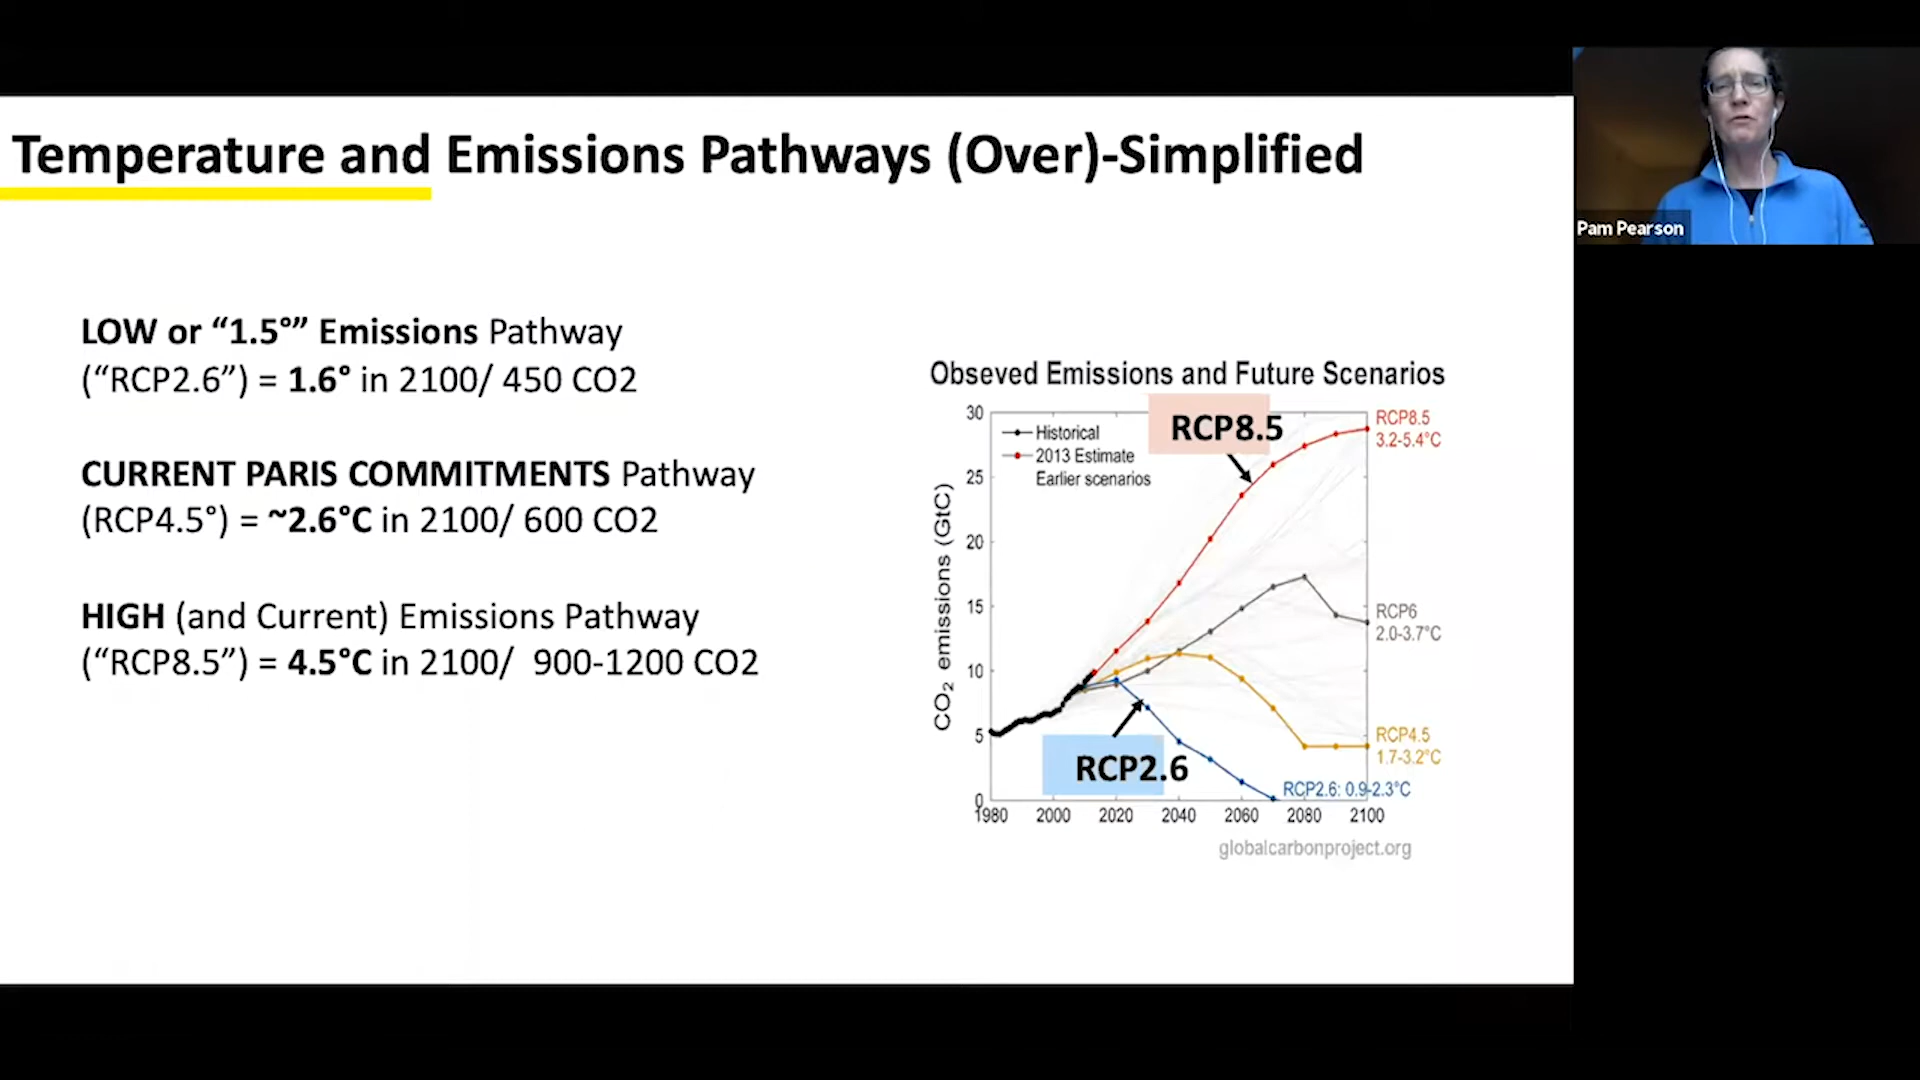 Temperature and Emissions Pathways (Over)-Simplified
Pam Pearson
LOW or “1.5°” Emissions Pathway
(“RCP2.6”) = 1.6° in 2100/ 450 CO2
CURRENT PARIS COMMITMENTS Pathway
(RCP4.5°) = ~2.6°C in 2100/ 600 CO2
HIGH (and Current) Emissions Pathway
(“RCP8.5”) = 4.5°C in 2100/ 900-1200 CO2
Obseved Emissions and Future Scenarios
CO₂ emissions (GtC)
30
25
20
15
10
5
0
Historical
2013 Estimate
Earlier scenarios
RCP8.5
RCP8.5
3.2-5.4°C
RCP6
2.0-3.7°C
RCP4.5
1.7-3.2°C
RCP2.6
RCP2.6: 0.9-2.3°C
1980 2000 2020 2040 2060 2080 2100
globalcarbonproject.org